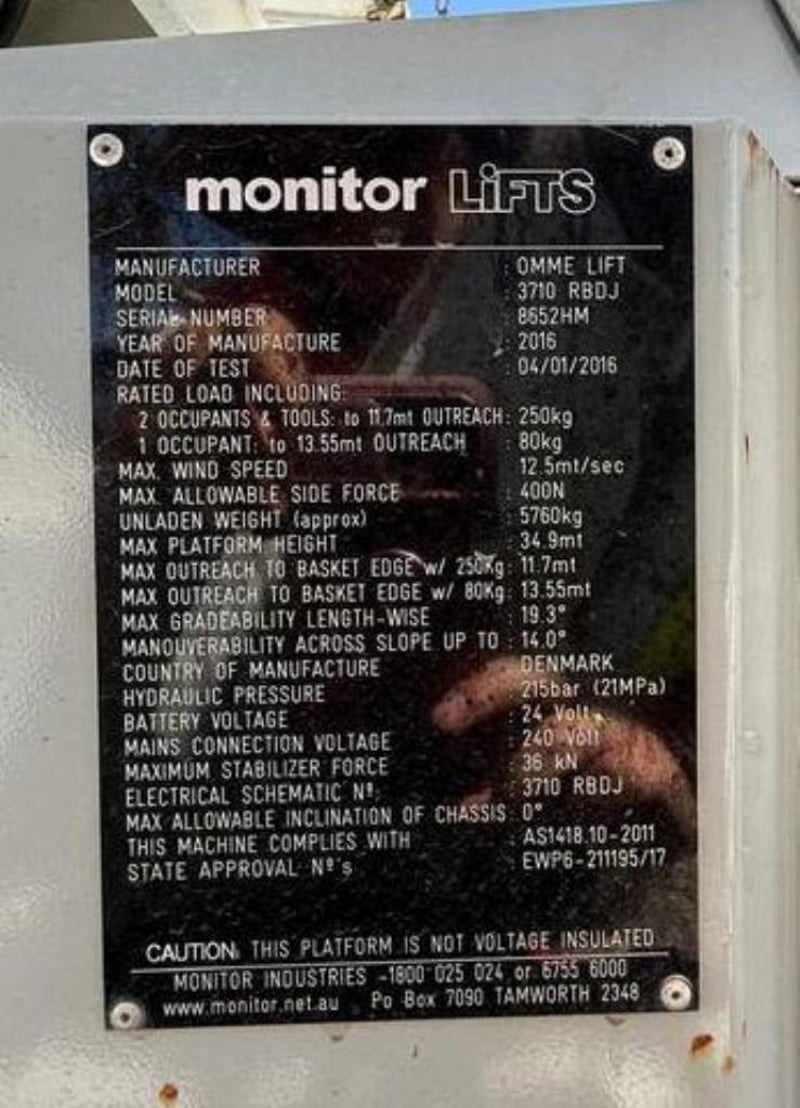 monitor LiFTS
MANUFACTURER : OMME LIFT
MODEL : 3710 RBDJ
SERIAL NUMBER : 8652HM
YEAR OF MANUFACTURE : 2016
DATE OF TEST : 04/01/2016
RATED LOAD INCLUDING:
2 OCCUPANTS & TOOLS: to 11.7mt OUTREACH : 250kg
1 OCCUPANT: to 13.55mt OUTREACH : 80kg
MAX. WIND SPEED : 12.5mt/sec
MAX. ALLOWABLE SIDE FORCE : 400N
UNLADEN WEIGHT (approx) : 5760kg
MAX PLATFORM HEIGHT : 34.9mt
MAX OUTREACH TO BASKET EDGE w/ 250Kg : 11.7mt
MAX OUTREACH TO BASKET EDGE w/ 80Kg : 13.55mt
MAX GRADEABILITY LENGTH-WISE : 19.3°
MANOUVERABILITY ACROSS SLOPE UP TO : 14.0°
COUNTRY OF MANUFACTURE : DENMARK
HYDRAULIC PRESSURE : 215bar (21MPa)
BATTERY VOLTAGE : 24 Volt
MAINS CONNECTION VOLTAGE : 240 Volt
MAXIMUM STABILIZER FORCE : 36 kN
ELECTRICAL SCHEMATIC Nº : 3710 RBDJ
MAX ALLOWABLE INCLINATION OF CHASSIS : 0°
THIS MACHINE COMPLIES WITH : AS1418.10-2011
STATE APPROVAL Nº's : EWP6-211195/17
CAUTION: THIS PLATFORM IS NOT VOLTAGE INSULATED
MONITOR INDUSTRIES -1800 025 024 or 6755 6000
www.monitor.net.au Po Box 7090 TAMWORTH 2348